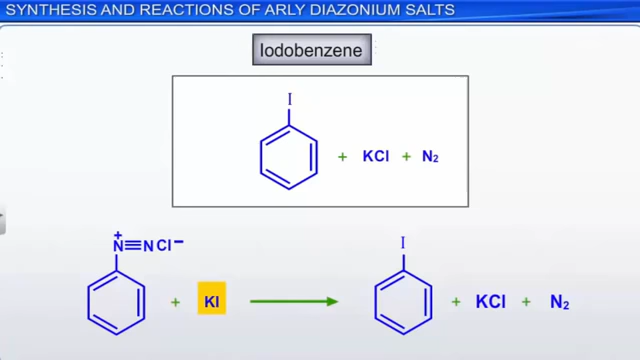 SYNTHESIS AND REACTIONS OF ARLY DIAZONIUM SALTS
Iodobenzene
I
+ KCl + N₂
+
N≡N Cl⁻
I
+ KI + KCl + N₂